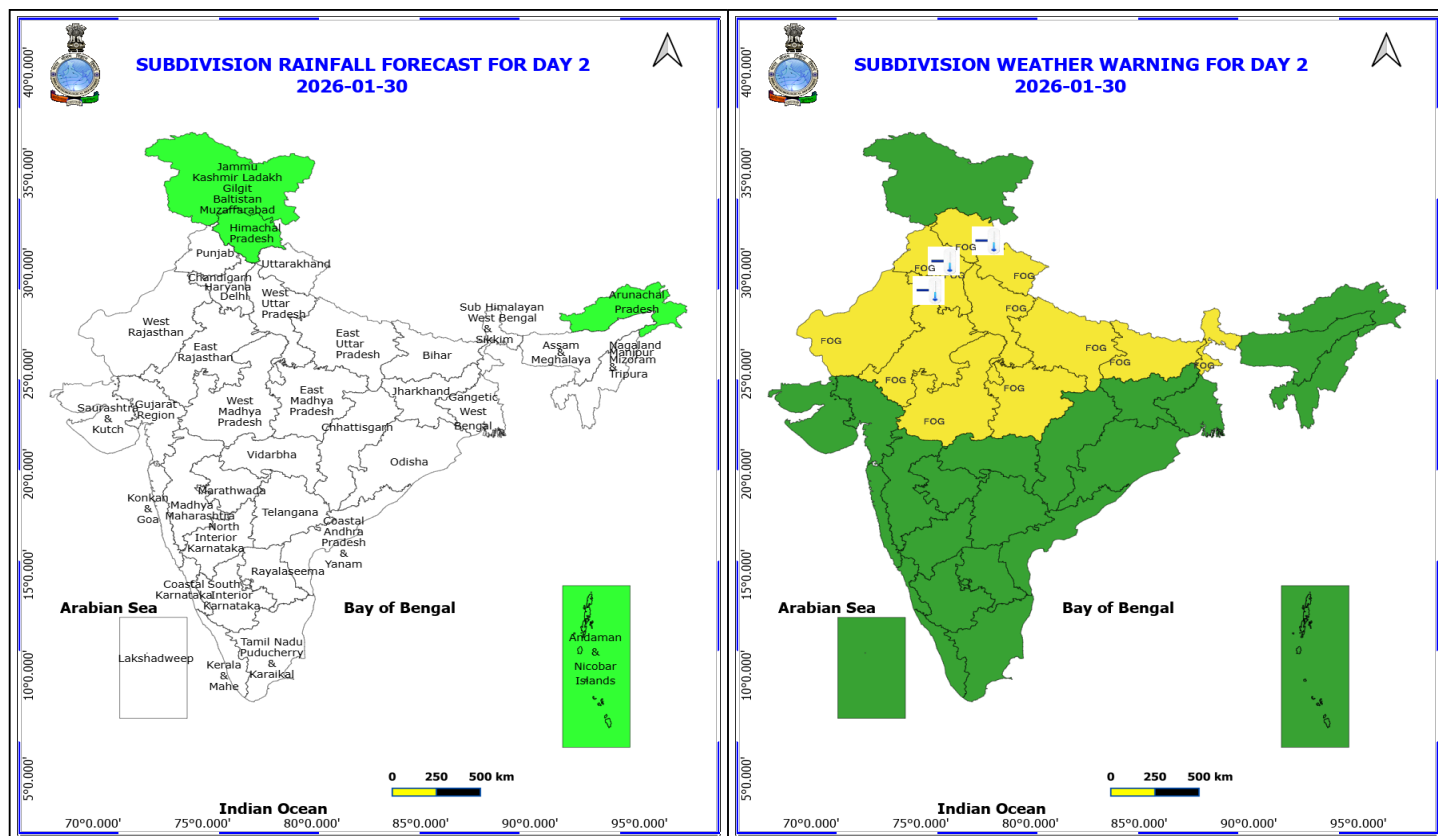 SUBDIVISION RAINFALL FORECAST FOR DAY 2
2026-01-30
40°0.000'
35°0.000'
30°0.000'
25°0.000'
20°0.000'
15°0.000'
10°0.000'
5°0.000'
Jammu
Kashmir Ladakh
Gilgit
Baltistan
Muzaffarabad
Himachal
Pradesh
Punjab
Uttarakhand
Chandigarh
Haryana
Delhi
West
Uttar
Pradesh
West
Rajasthan
East
Rajasthan
East
Uttar
Pradesh
Bihar
Sub Himalayan
West Bengal
&
Sikkim
Arunachal
Pradesh
Assam
&
Meghalaya
Nagaland
Manipur
Mizoram
&
Tripura
Saurashtra
&
Kutch
Gujarat
Region
West
Madhya
Pradesh
East
Madhya
Pradesh
Jharkhand
Gangetic
West
Bengal
Chhattisgarh
Vidarbha
Odisha
Konkan
&
Goa
Madhya
Maharashtra
Marathwada
Telangana
North
Interior
Karnataka
Coastal
Andhra
Pradesh
&
Yanam
Rayalaseema
Coastal
Karnataka
South
Interior
Karnataka
Arabian Sea
Bay of Bengal
Lakshadweep
Kerala
&
Mahe
Tamil Nadu
Puducherry
&
Karaikal
Andaman
&
Nicobar
Islands
0 250 500 km
Indian Ocean
70°0.000' 75°0.000' 80°0.000' 85°0.000' 90°0.000' 95°0.000'
SUBDIVISION WEATHER WARNING FOR DAY 2
2026-01-30
40°0.000'
35°0.000'
30°0.000'
25°0.000'
20°0.000'
15°0.000'
10°0.000'
5°0.000'
FOG
FOG
FOG
FOG
FOG
FOG
FOG
FOG
FOG
FOG
FOG
Arabian Sea
Bay of Bengal
0 250 500 km
Indian Ocean
70°0.000' 75°0.000' 80°0.000' 85°0.000' 90°0.000' 95°0.000'